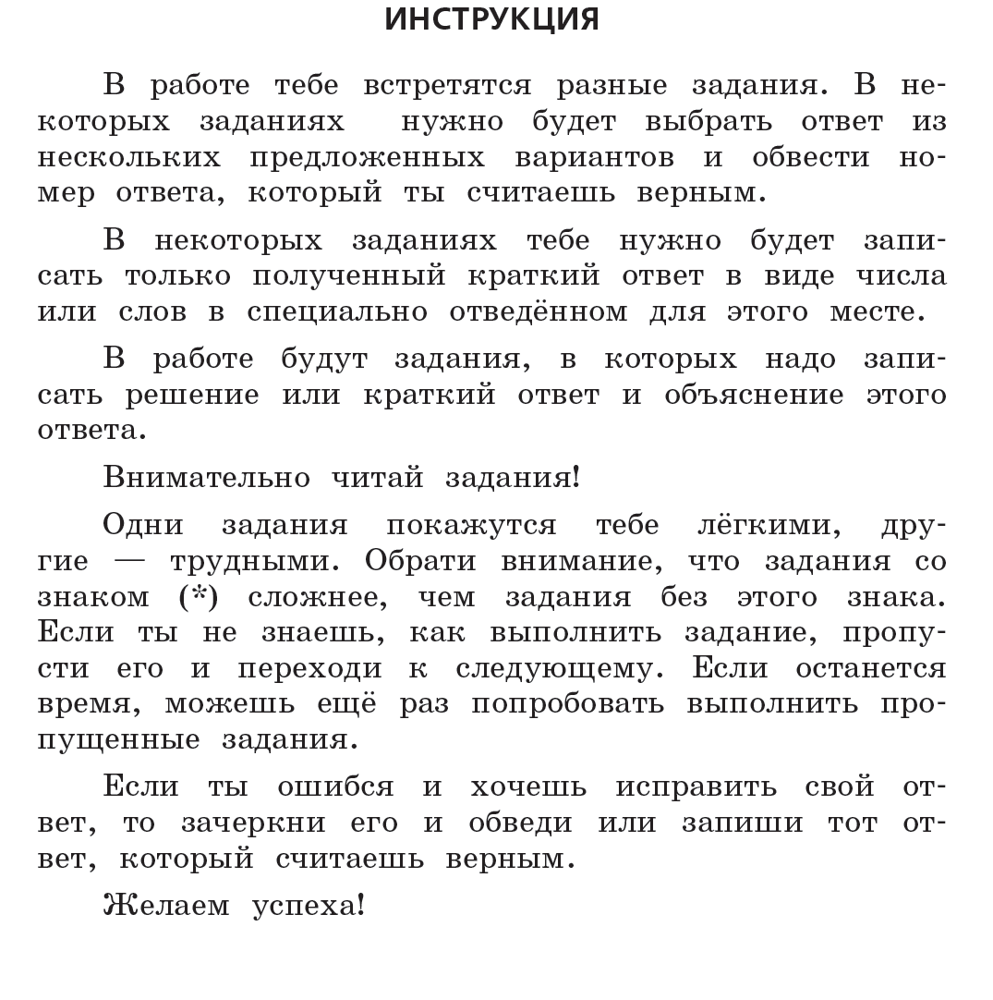 ИНСТРУКЦИЯ
В работе тебе встретятся разные задания. В не-
которых заданиях нужно будет выбрать ответ из
нескольких предложенных вариантов и обвести но-
мер ответа, который ты считаешь верным.
В некоторых заданиях тебе нужно будет запи-
сать только полученный краткий ответ в виде числа
или слов в специально отведённом для этого месте.
В работе будут задания, в которых надо запи-
сать решение или краткий ответ и объяснение этого
ответа.
Внимательно читай задания!
Одни задания покажутся тебе лёгкими, дру-
гие — трудными. Обрати внимание, что задания со
знаком (*) сложнее, чем задания без этого знака.
Если ты не знаешь, как выполнить задание, пропу-
сти его и переходи к следующему. Если останется
время, можешь ещё раз попробовать выполнить про-
пущенные задания.
Если ты ошибся и хочешь исправить свой от-
вет, то зачеркни его и обведи или запиши тот от-
вет, который считаешь верным.
Желаем успеха!